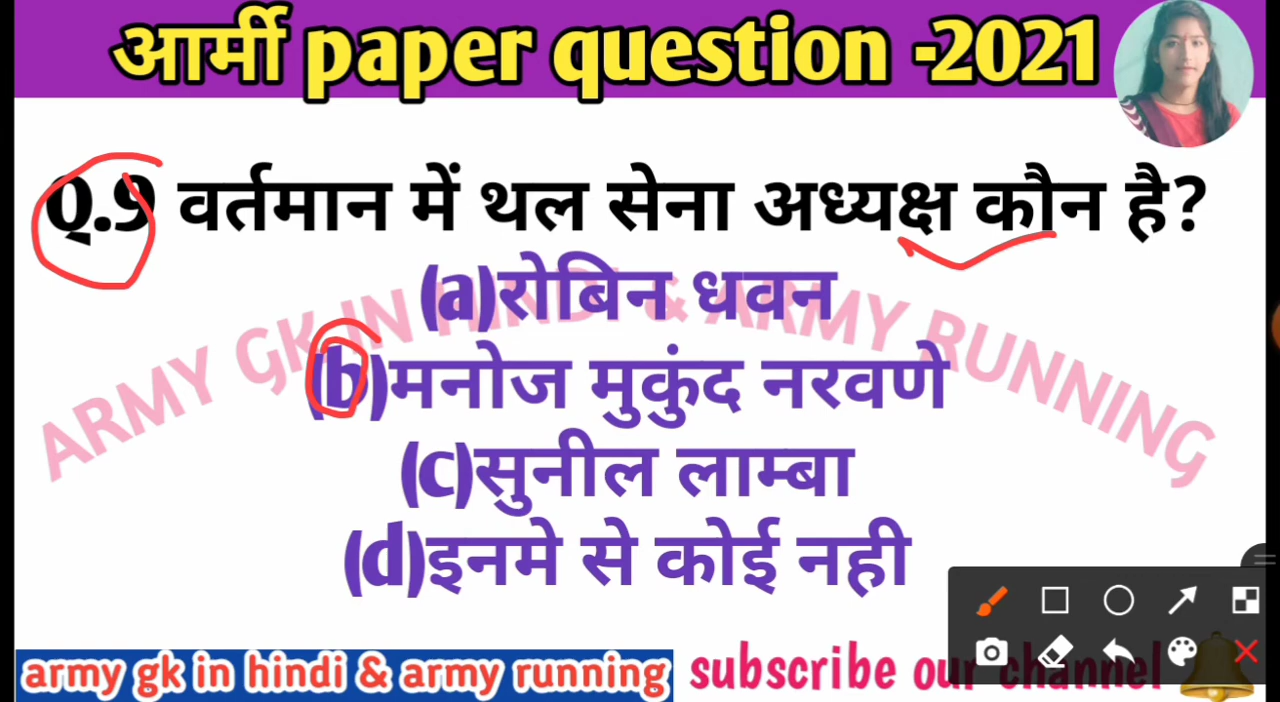 आर्मी paper question -2021
Q.9 वर्तमान में थल सेना अध्यक्ष कौन है?
(a)रोबिन धवन
(b)मनोज मुकुंद नरवणे
(c)सुनील लाम्बा
(d)इनमे से कोई नही
ARMY GK IN HINDI & ARMY RUNNING
army gk in hindi & army running
subscribe our channel